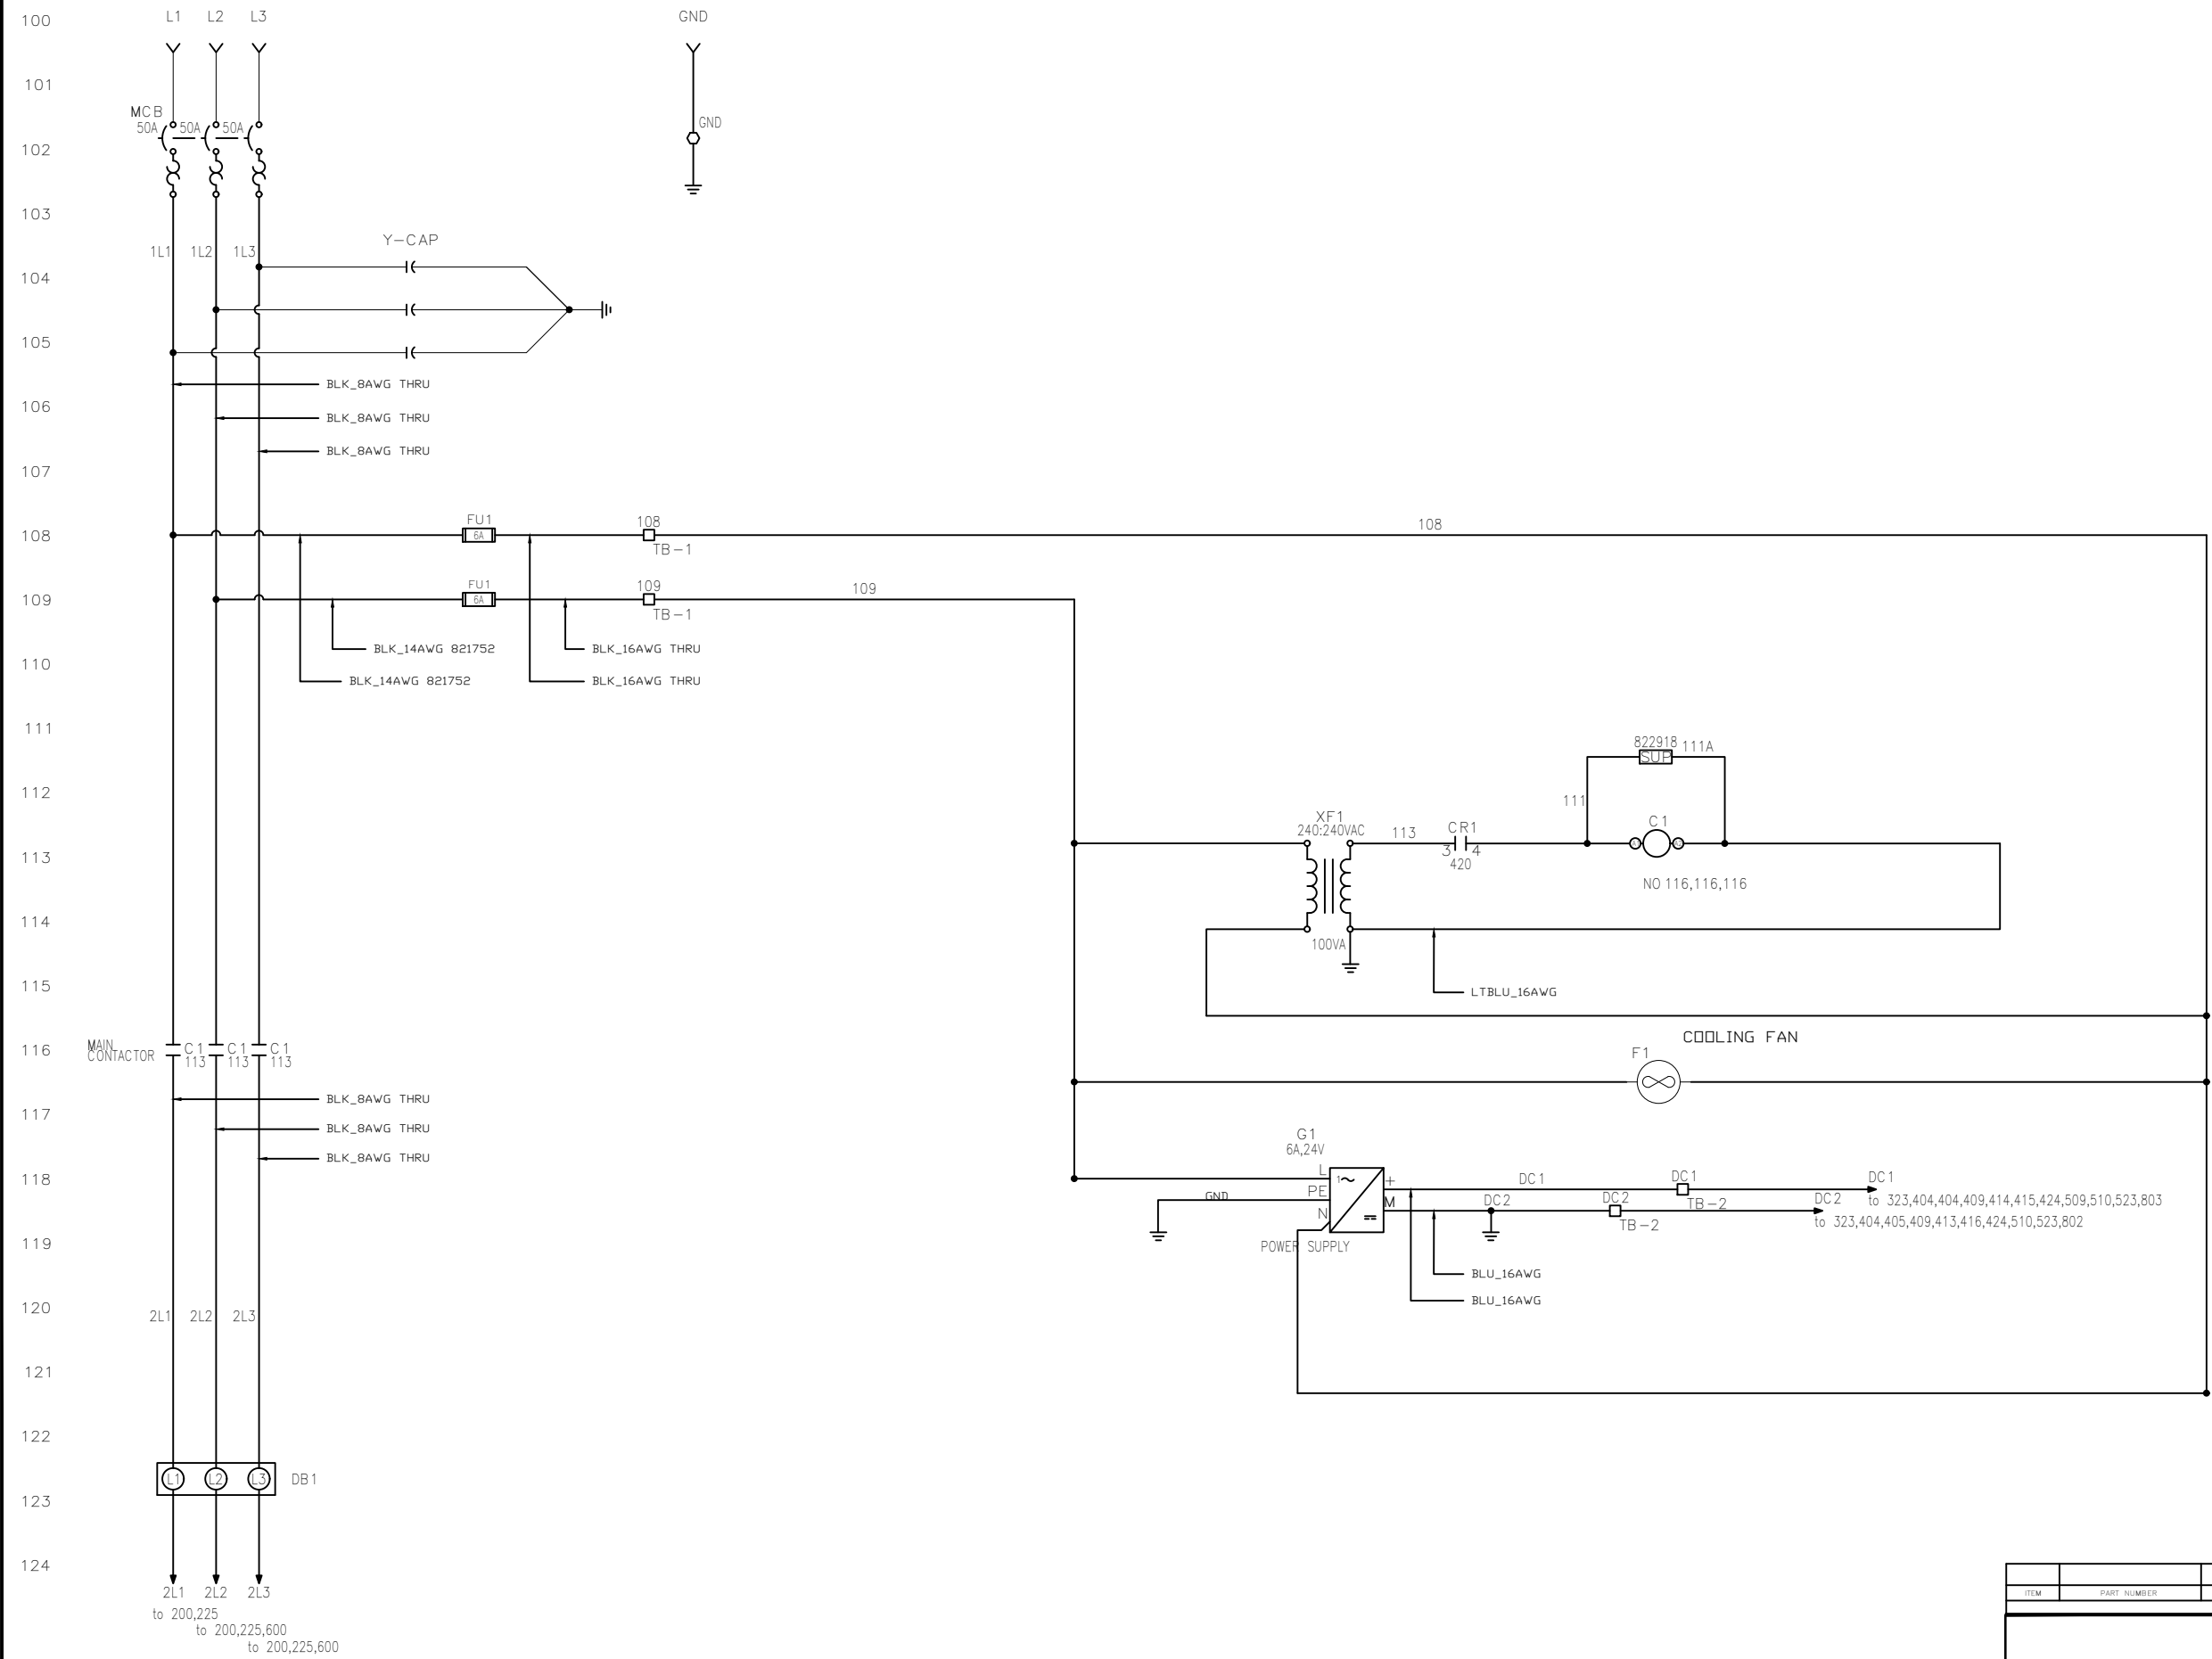 100 L1 L2 L3 GND
101
MCB
50A 50A 50A GND
102
103
Y-CAP
1L1 1L2 1L3
104
105
BLK_8AWG THRU
106
BLK_8AWG THRU
BLK_8AWG THRU
107
FU1 108 108
108 6A
TB-1
FU1 109 109
109 6A
TB-1
BLK_14AWG 821752 BLK_16AWG THRU
110
BLK_14AWG 821752 BLK_16AWG THRU
111
822918 111A
SUP
112
111
XF1 C1
240:240VAC 113 CR1
113 3 4
420
NO 116,116,116
114
100VA
115
LTBLU_16AWG
COOLING FAN
116 MAIN CONTACTOR C1 C1 C1 F1
113 113 113
BLK_8AWG THRU
117
BLK_8AWG THRU
G1
6A,24V
BLK_8AWG THRU
118 L 1~ + DC1 DC1 DC1
GND PE M DC2 DC2 TB-2 DC2 to 323,404,404,409,414,415,424,509,510,523,803
N TB-2 to 323,404,405,409,413,416,424,510,523,802
119
POWER SUPPLY
BLU_16AWG
120 BLU_16AWG
2L1 2L2 2L3
121
122
L1 L2 L3 DB1
123
124
2L1 2L2 2L3
ITEM PART NUMBER
to 200,225
to 200,225,600
to 200,225,600